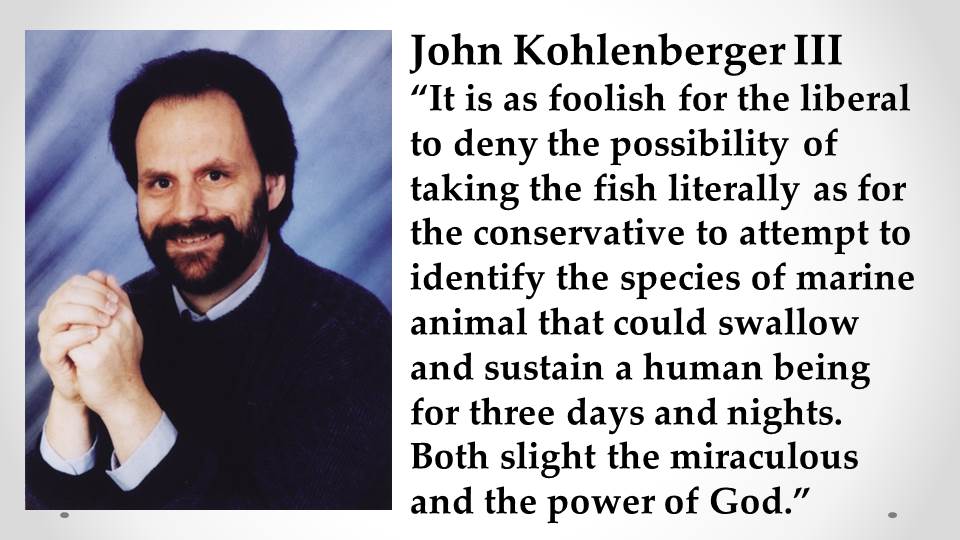 John Kohlenberger III
“It is as foolish for the liberal
to deny the possibility of
taking the fish literally as for
the conservative to attempt to
identify the species of marine
animal that could swallow
and sustain a human being
for three days and nights.
Both slight the miraculous
and the power of God.”